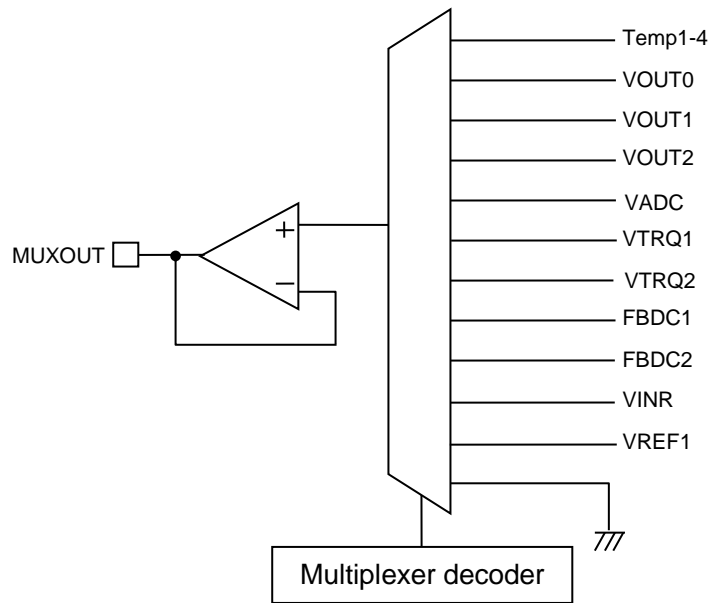 Temp1-4
VOUT0
VOUT1
VOUT2
VADC
VTRQ1
VTRQ2
FBDC1
FBDC2
VINR
VREF1
MUXOUT
+
−
Multiplexer decoder